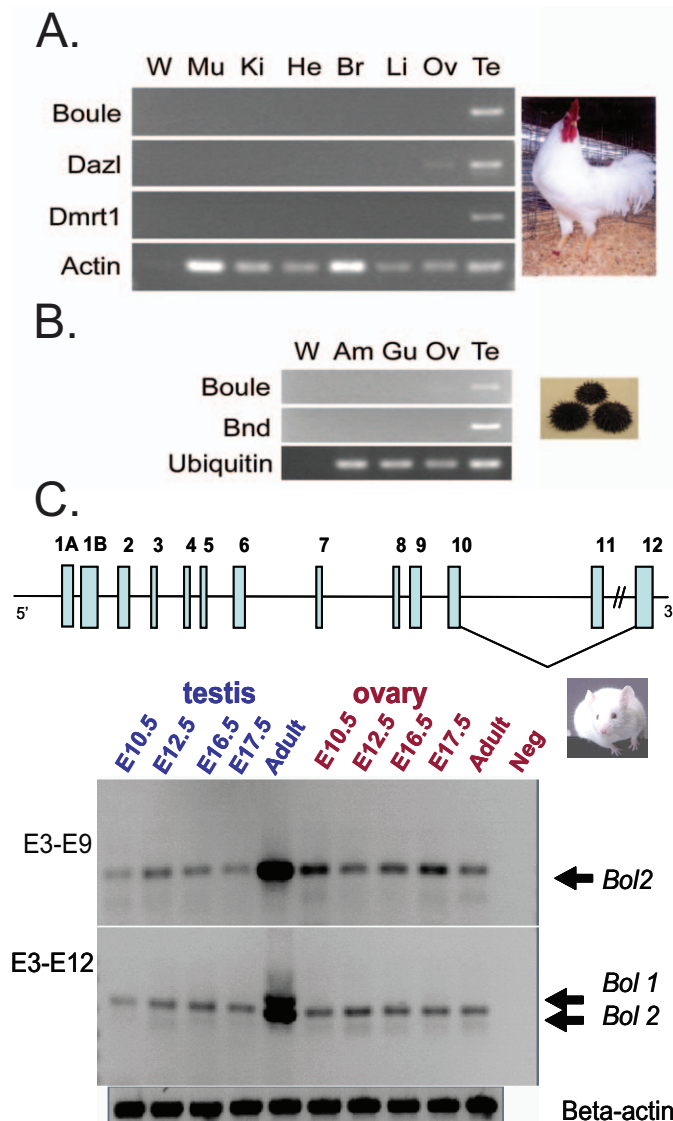 A.
W Mu Ki He Br Li Ov Te
Boule
Dazl
Dmrt1
Actin
B.
W Am Gu Ov Te
Boule
Bnd
Ubiquitin
C.
1A 1B 2 3 4 5 6 7 8 9 10 11 12
5' 3
testis ovary
E10.5 E12.5 E16.5 E17.5 Adult E10.5 E12.5 E16.5 E17.5 Adult Neg
E3-E9
Bol2
E3-E12
Bol 1
Bol 2
Beta-actin